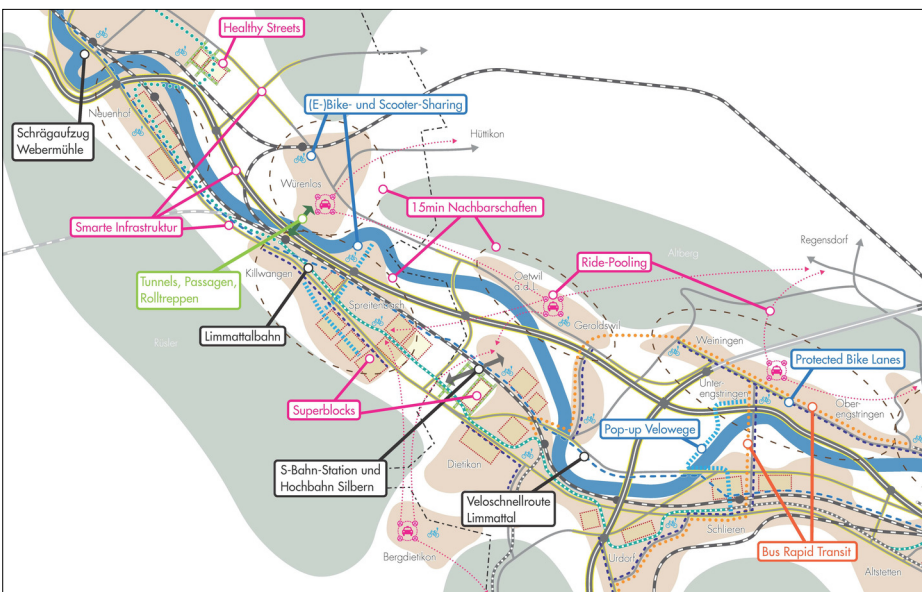 Healthy Streets
(E-)Bike- und Scooter-Sharing
Neuenhof
Schrägaufzug
Webermühle
Hüttikon
Würenlos
15min Nachbarschaften
Smarte Infrastruktur
Regensdorf
Altberg
Oetwil
a.d.L.
Ride-Pooling
Tunnels, Passagen,
Rolltreppen
Killwangen
Spreitenbach
Geroldswil
Limmattalbahn
Rüsler
Weiningen
Protected Bike Lanes
Unter-
engstringen
Ober-
engstringen
Superblocks
Pop-up Velowege
Dietikon
S-Bahn-Station und
Hochbahn Silbern
Veloschnellroute
Limmattal
Schlieren
Bus Rapid Transit
Bergdietikon
Urdorf
Altstetten